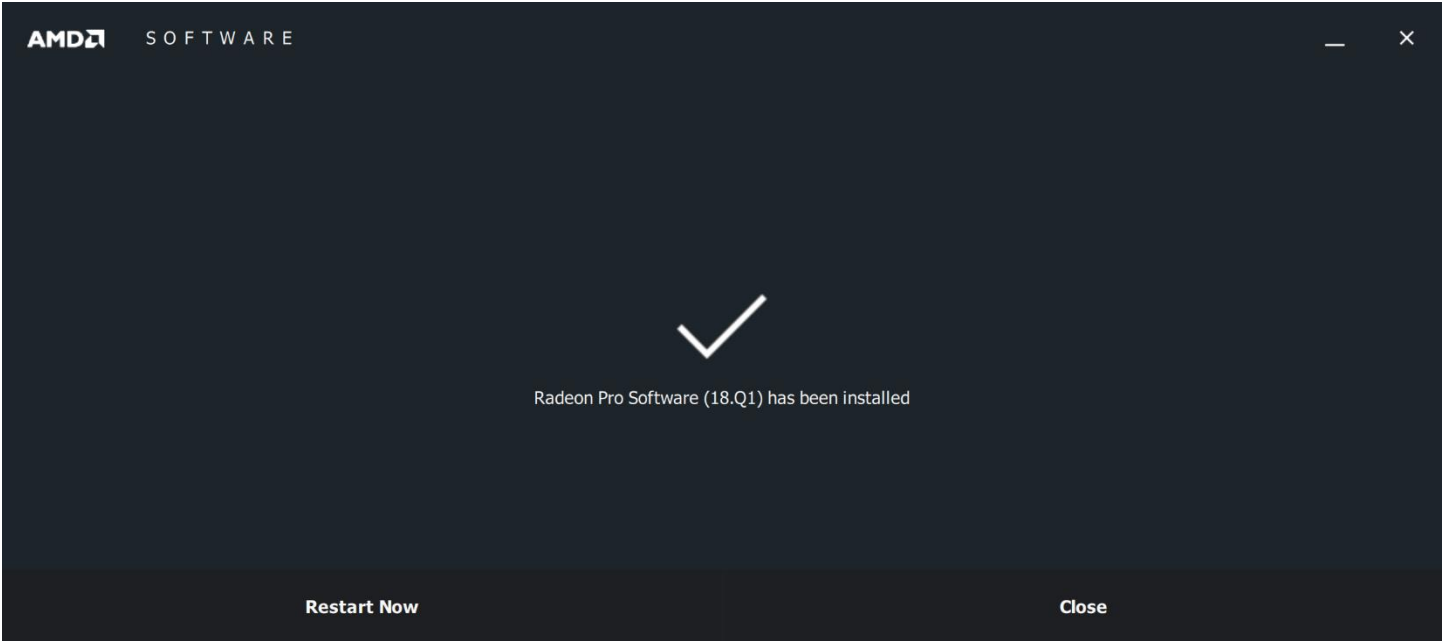 AMD SOFTWARE
Radeon Pro Software (18.Q1) has been installed
Restart Now Close